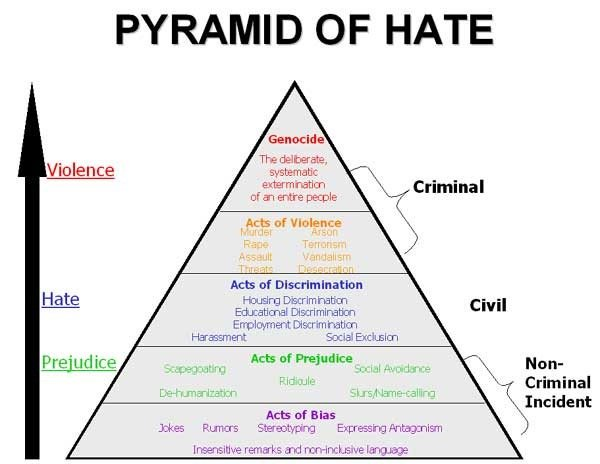 PYRAMID OF HATE
Violence
Hate
Prejudice
Genocide
The deliberate,
systematic
extermination
of an entire people
Acts of Violence
Murder Arson
Rape Terrorism
Assault Vandalism
Threats Desecration
Acts of Discrimination
Housing Discrimination
Educational Discrimination
Employment Discrimination
Harassment Social Exclusion
Acts of Prejudice
Scapegoating Social Avoidance
Ridicule
De-humanization Slurs/Name-calling
Acts of Bias
Jokes Rumors Stereotyping Expressing Antagonism
Insensitive remarks and non-inclusive language
Criminal
Civil
Non-
Criminal
Incident